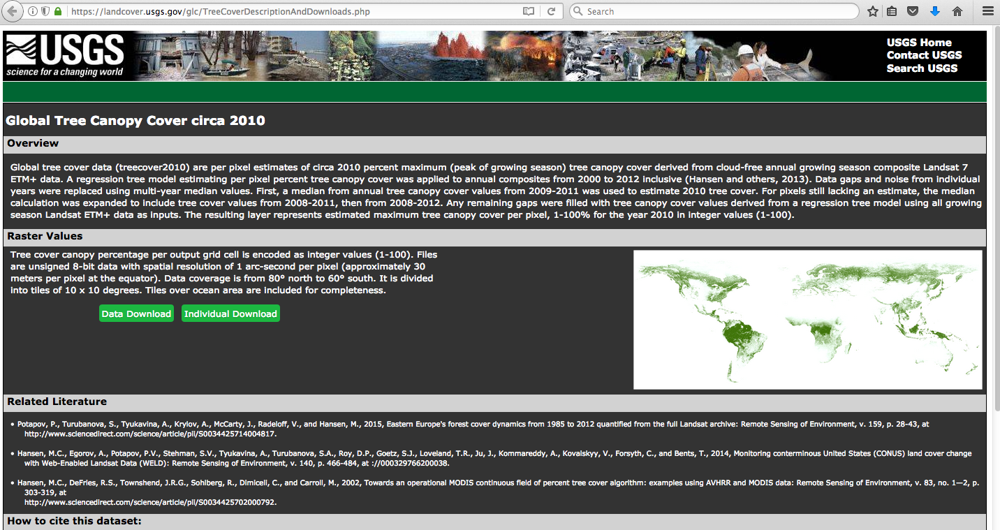 https://landcover.usgs.gov/glc/TreeCoverDescriptionAndDownloads.php
Search
USGS
science for a changing world
USGS Home
Contact USGS
Search USGS
Global Tree Canopy Cover circa 2010
Overview
Global tree cover data (treecover2010) are per pixel estimates of circa 2010 percent maximum (peak of growing season) tree canopy cover derived from cloud-free annual growing season composite Landsat 7
ETM+ data. A regression tree model estimating per pixel percent tree canopy cover was applied to annual composites from 2000 to 2012 inclusive (Hansen and others, 2013). Data gaps and noise from individual
years were replaced using multi-year median values. First, a median from annual tree canopy cover values from 2009-2011 was used to estimate 2010 tree cover. For pixels still lacking an estimate, the median
calculation was expanded to include tree cover values from 2008-2011, then from 2008-2012. Any remaining gaps were filled with tree canopy cover values derived from a regression tree model using all growing
season Landsat ETM+ data as inputs. The resulting layer represents estimated maximum tree canopy cover per pixel, 1-100% for the year 2010 in integer values (1-100).
Raster Values
Tree cover canopy percentage per output grid cell is encoded as integer values (1-100). Files
are unsigned 8-bit data with spatial resolution of 1 arc-second per pixel (approximately 30
meters per pixel at the equator). Data coverage is from 80° north to 60° south. It is divided
into tiles of 10 x 10 degrees. Tiles over ocean area are included for completeness.
Data Download
Individual Download
Related Literature
• Potapov, P., Turubanova, S., Tyukavina, A., Krylov, A., McCarty, J., Radeloff, V., and Hansen, M., 2015, Eastern Europe's forest cover dynamics from 1985 to 2012 quantified from the full Landsat archive: Remote Sensing of Environment, v. 159, p. 28-43, at
http://www.sciencedirect.com/science/article/pii/S0034425714004817.
• Hansen, M.C., Egorov, A., Potapov, P.V., Stehman, S.V., Tyukavina, A., Turubanova, S.A., Roy, D.P., Goetz, S.J., Loveland, T.R., Ju, J., Kommareddy, A., Kovalskyy, V., Forsyth, C., and Bents, T., 2014, Monitoring conterminous United States (CONUS) land cover change
with Web-Enabled Landsat Data (WELD): Remote Sensing of Environment, v. 140, p. 466-484, at ://000329766200038.
• Hansen, M.C., DeFries, R.S., Townshend, J.R.G., Sohlberg, R., Dimiceli, C., and Carroll, M., 2002, Towards an operational MODIS continuous field of percent tree cover algorithm: examples using AVHRR and MODIS data: Remote Sensing of Environment, v. 83, no. 1—2, p.
303-319, at
http://www.sciencedirect.com/science/article/pii/S0034425702000792.
How to cite this dataset: